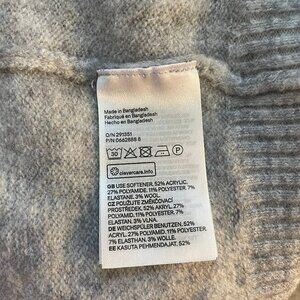 Made in Bangladesh
Fabriqué en Bangladesh
Hecho en Bangladesh
O/N 291351
P/N 0662888 8
30
P
clevercare.info
GB USE SOFTENER. 52% ACRYLIC.
27% POLYAMIDE. 11% POLYESTER. 7%
ELASTANE. 3% WOOL.
CZ POUŽIJTE ZMĚKČOVACÍ
PROSTŘEDEK. 52% AKRYL. 27%
POLYAMID. 11% POLYESTER. 7%
ELASTAN. 3% VLNA.
DE WEICHSPÜLER BENUTZEN.
52% ACRYL. 27%
POLYAMID. 11% POLYESTER.
7% ELASTHAN. 3% WOLLE.
EE KASUTA PEHMENDAJAT. 52%